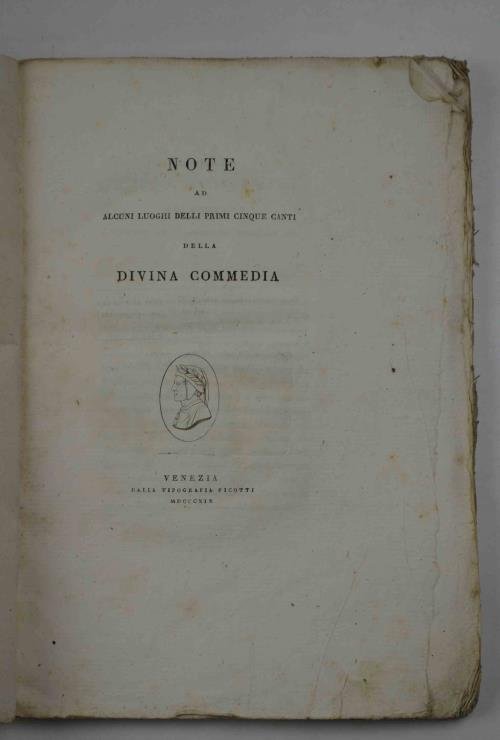 NOTE
AD
ALCUNI LUOGHI DELLI PRIMI CINQUE CANTI
DELLA
DIVINA COMMEDIA
VENEZIA
DALLA TIPOGRAFIA PICOTTI
MDCCCXIX